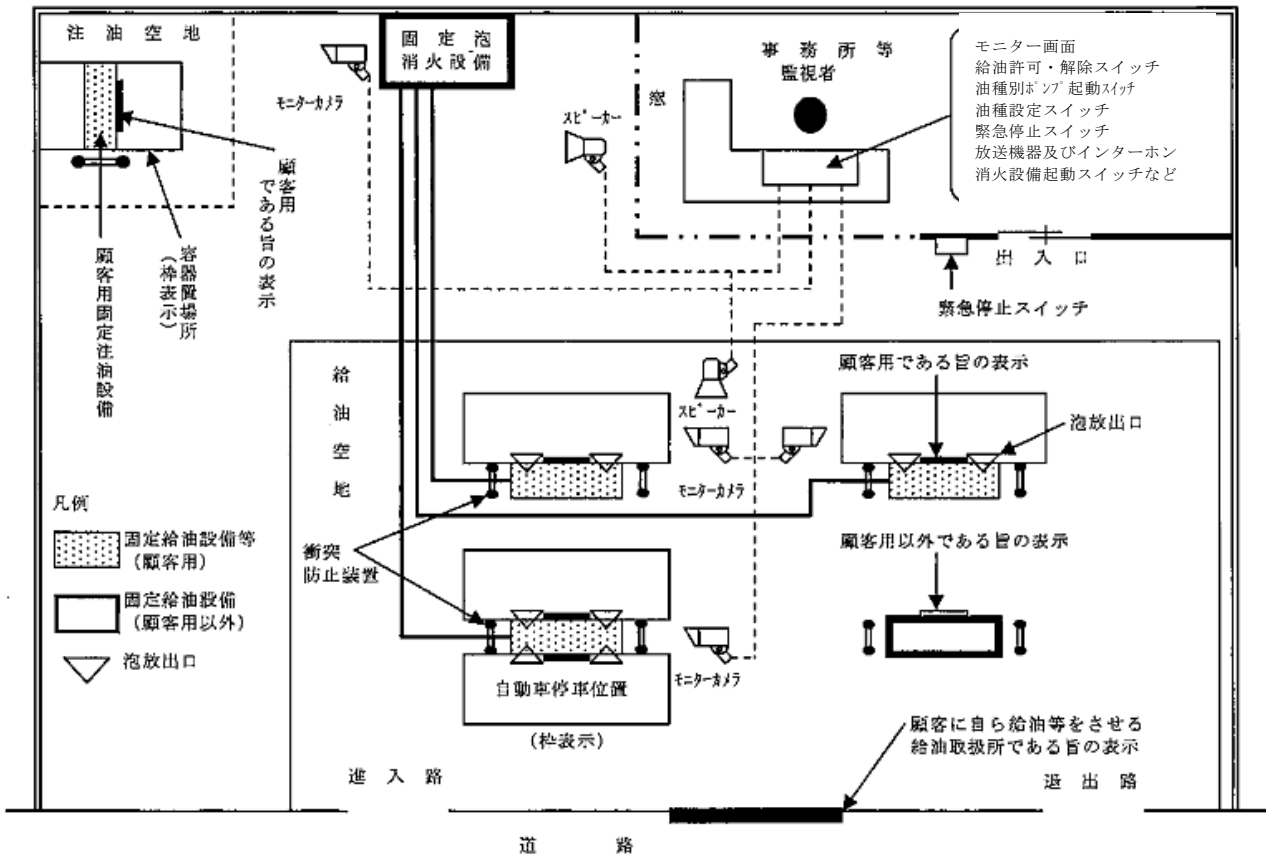 注油空地
固定泡
消火設備
モニターカメラ
スピーカー
窓
事務所等
監視者
モニター画面
給油許可・解除スイッチ
油種別ポンプ起動スイッチ
油種設定スイッチ
緊急停止スイッチ
放送機器及びインターホン
消火設備起動スイッチなど
顧客用
である旨の表示
容器置場所
(枠表示)
顧客用固定注油設備
出入口
緊急停止スイッチ
給油空地
スピーカー
モニターカメラ
顧客用である旨の表示
泡放出口
凡例
固定給油設備等
(顧客用)
固定給油設備
(顧客用以外)
泡放出口
衝突
防止装置
顧客用以外である旨の表示
自動車停車位置
(枠表示)
モニターカメラ
顧客に自ら給油等をさせる
給油取扱所である旨の表示
進入路
退出路
道路